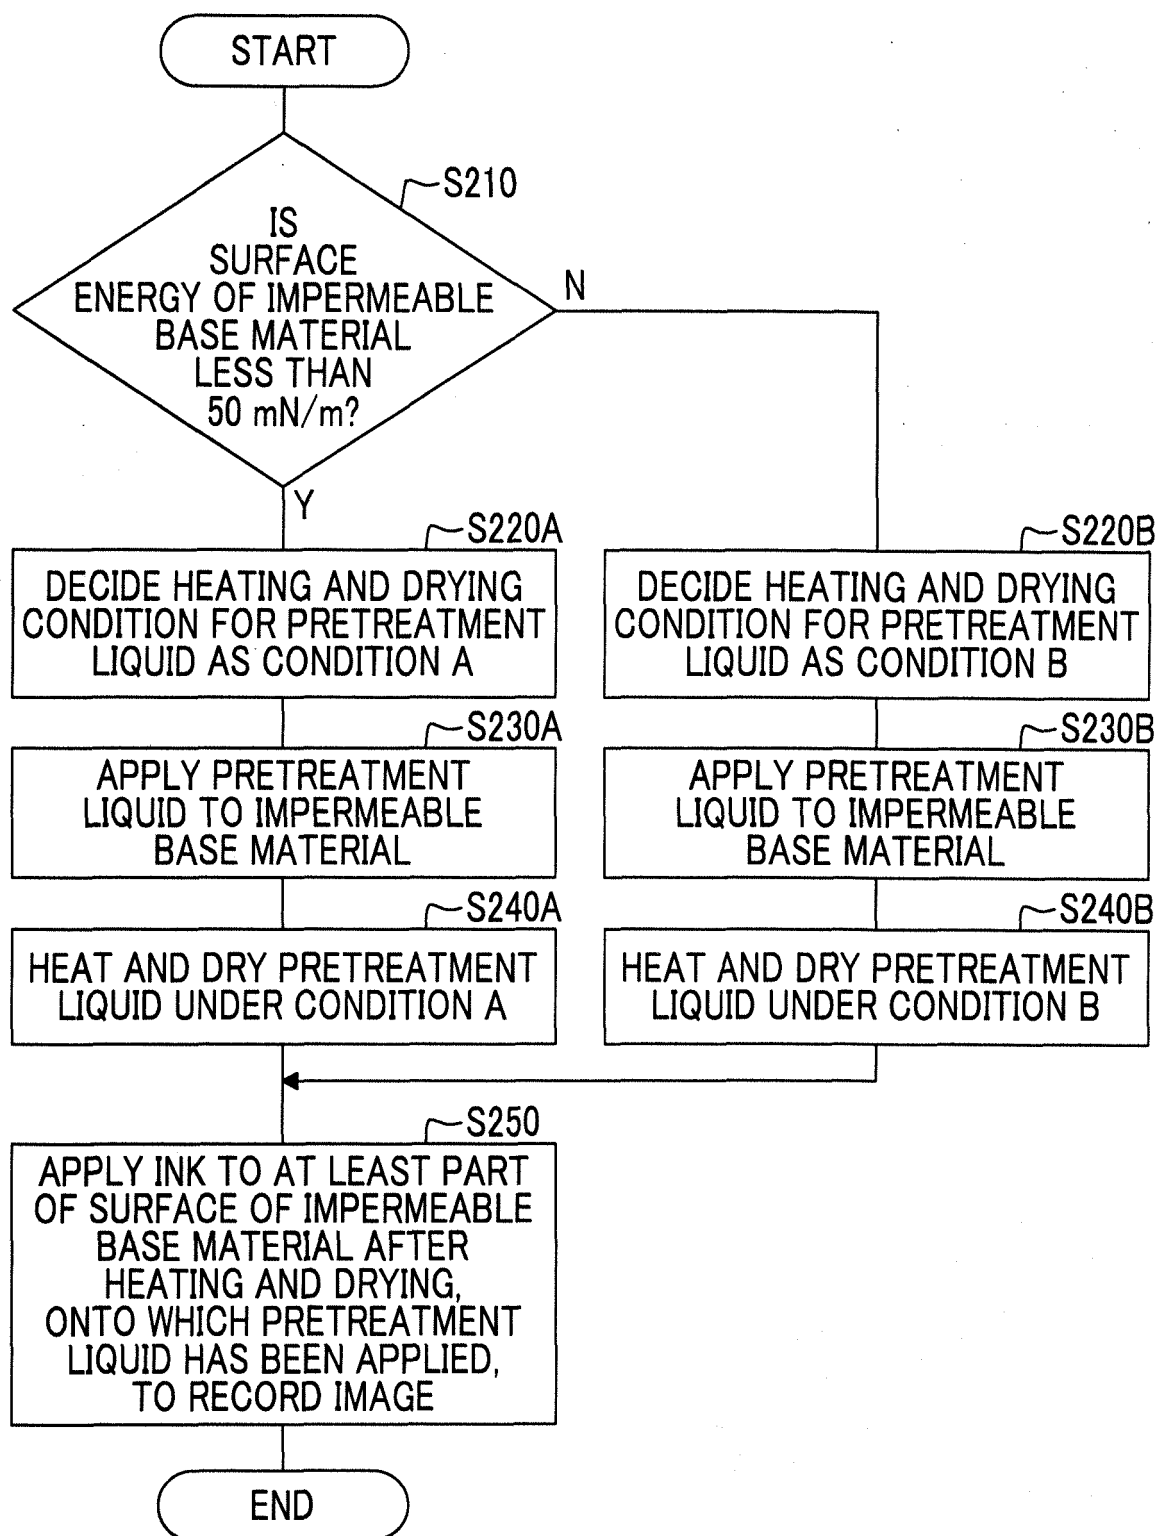 START
S210
IS
SURFACE
ENERGY OF IMPERMEABLE
BASE MATERIAL
LESS THAN
50 mN/m?
N
Y
S220A
DECIDE HEATING AND DRYING
CONDITION FOR PRETREATMENT
LIQUID AS CONDITION A
S220B
DECIDE HEATING AND DRYING
CONDITION FOR PRETREATMENT
LIQUID AS CONDITION B
S230A
APPLY PRETREATMENT
LIQUID TO IMPERMEABLE
BASE MATERIAL
S230B
APPLY PRETREATMENT
LIQUID TO IMPERMEABLE
BASE MATERIAL
S240A
HEAT AND DRY PRETREATMENT
LIQUID UNDER CONDITION A
S240B
HEAT AND DRY PRETREATMENT
LIQUID UNDER CONDITION B
S250
APPLY INK TO AT LEAST PART
OF SURFACE OF IMPERMEABLE
BASE MATERIAL AFTER
HEATING AND DRYING,
ONTO WHICH PRETREATMENT
LIQUID HAS BEEN APPLIED,
TO RECORD IMAGE
END